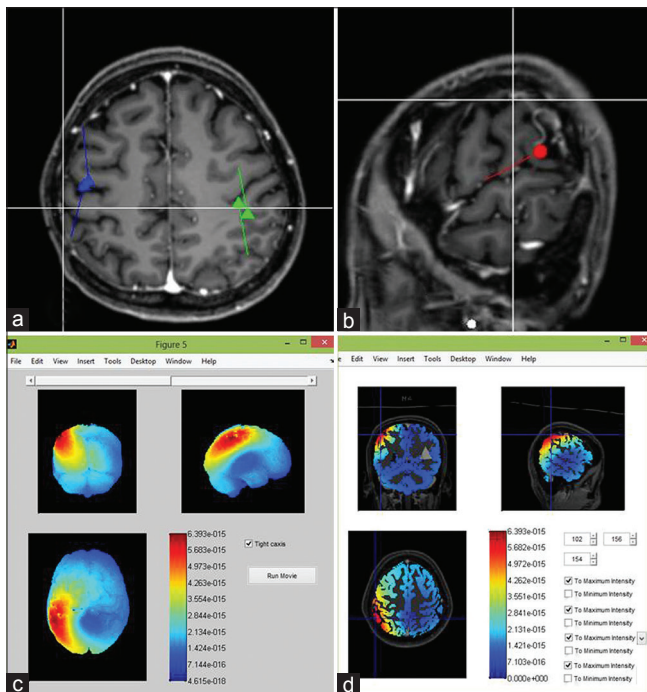 a
b
Figure 5
File Edit View Insert Tools Desktop Window Help
6.393e-015
5.683e-015
4.973e-015
4.263e-015
3.554e-015
2.844e-015
2.134e-015
1.424e-015
7.144e-016
4.615e-018
Tight caxis
Run Movie
c
e Edit View Insert Tools Desktop Window Help
6.393e-015
5.682e-015
4.972e-015
4.262e-015
3.551e-015
2.841e-015
2.131e-015
1.421e-015
7.103e-016
0.000e+000
102 156
154
To Maximum Intensity
To Minimum Intensity
To Maximum Intensity
To Minimum Intensity
To Maximum Intensity
To Minimum Intensity
To Maximum Intensity
To Minimum Intensity
d